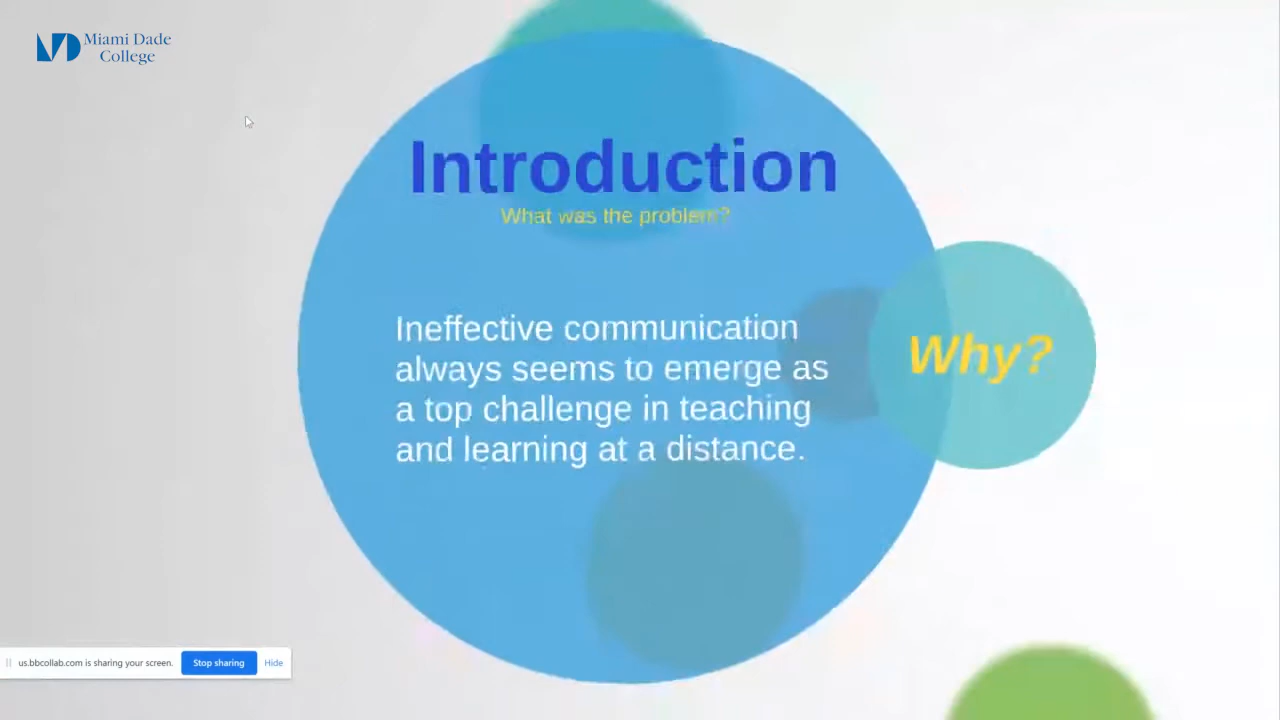 Miami Dade
College
Introduction
What was the problem?
Ineffective communication
always seems to emerge as
a top challenge in teaching
and learning at a distance.
Why?
us.bbcollab.com is sharing your screen.
Stop sharing
Hide